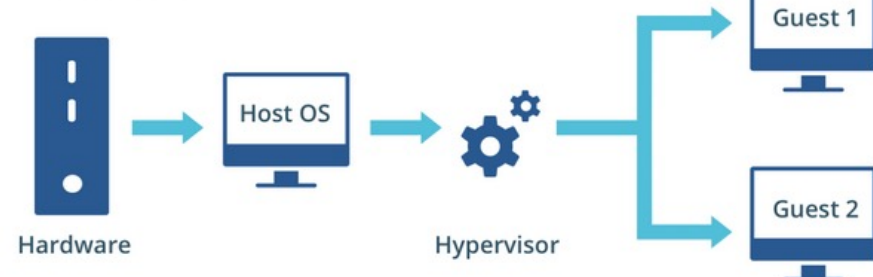 Guest 1
Host OS
Guest 2
Hardware
Hypervisor